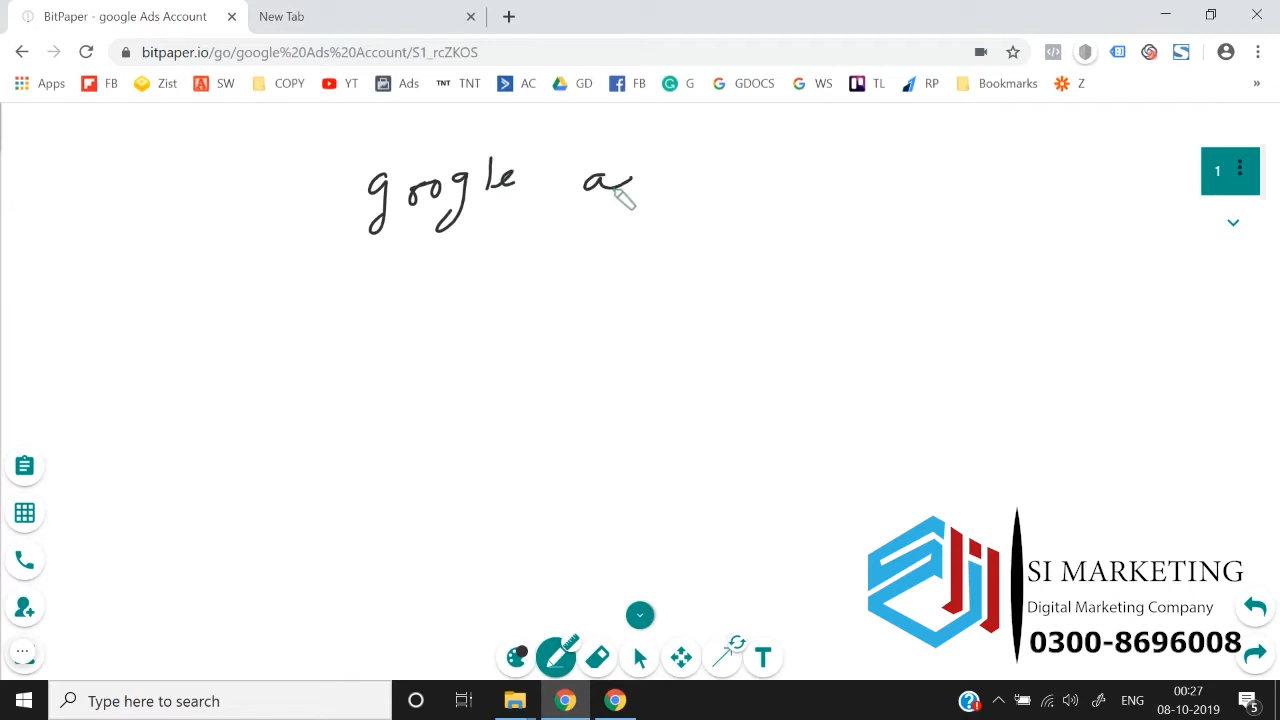 BitPaper - google Ads Account
New Tab
bitpaper.io/go/google%20Ads%20Account/S1_rcZKOS
Apps FB Zist SW COPY YT Ads TNT TNT AC GD FB G GDOCS WS TL RP Bookmarks Z »
google a
1
SI MARKETING
Digital Marketing Company
0300-8696008
T
Type here to search
ENG
00:27
08-10-2019
5